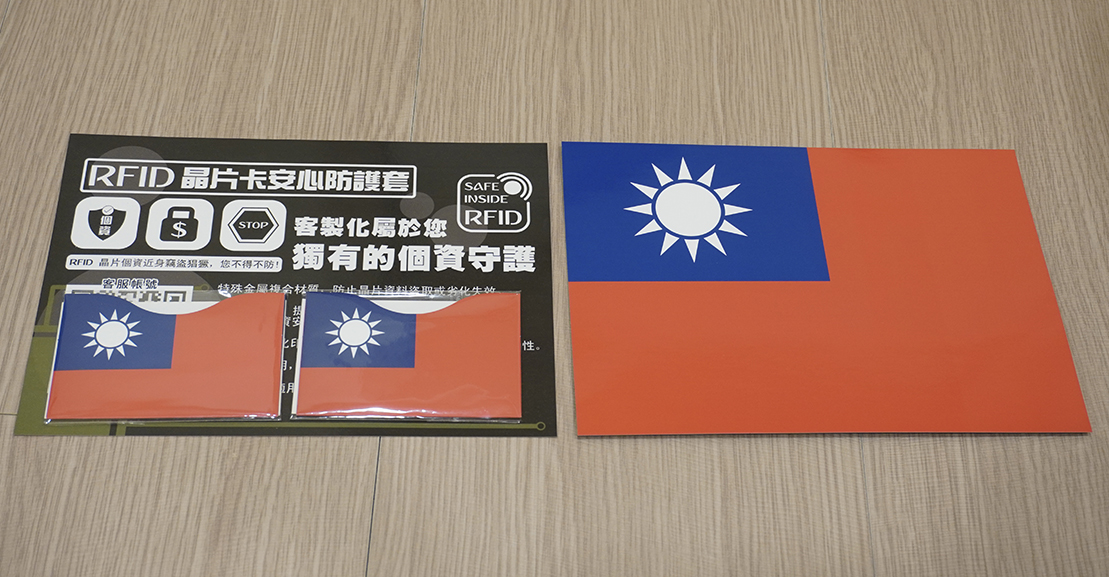 RFID 晶片卡安心防護套
SAFE
INSIDE
RFID
個資
$
STOP
客製化屬於您
獨有的個資守護
RFID 晶片個資近身竊盜猖獗，您不得不防!
客服帳號
特殊金屬複合材質，防止晶片資料盜取或劣化失效
性。